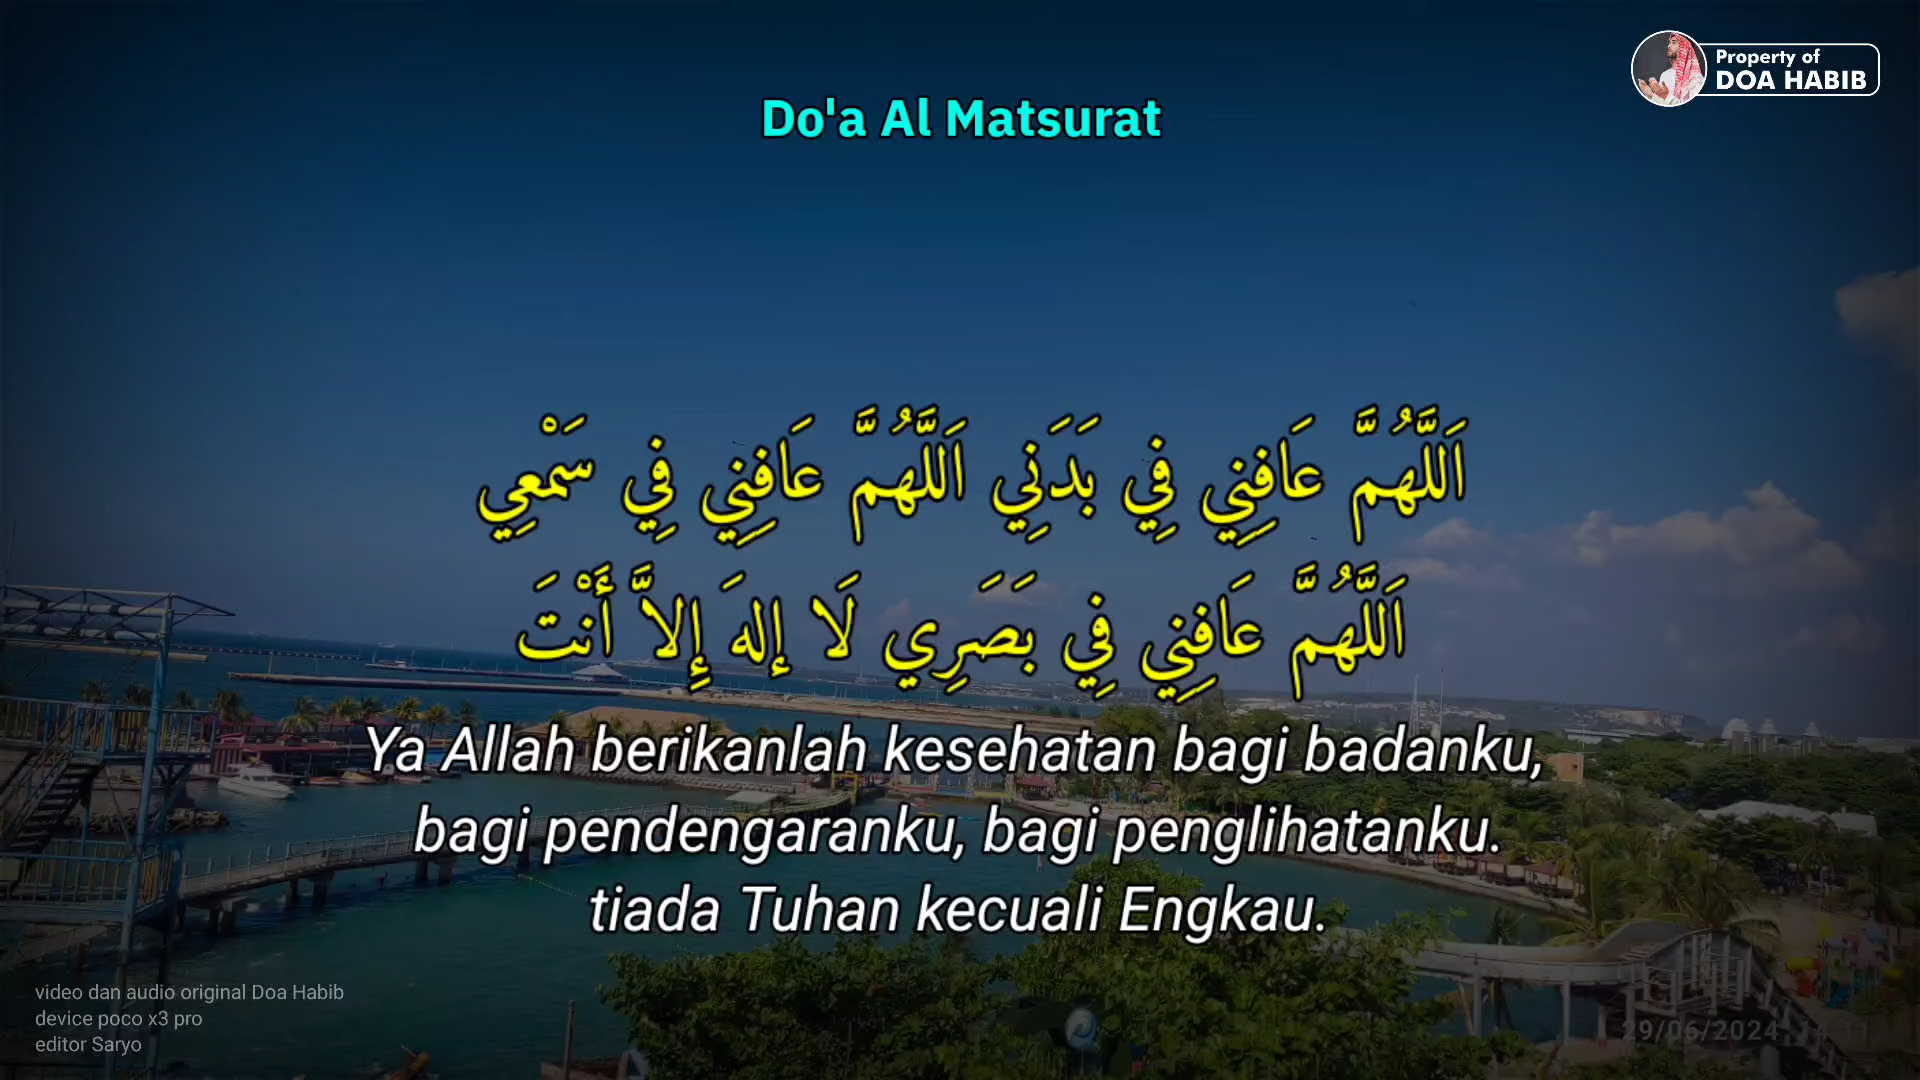 Property of
DOA HABIB
Do'a Al Matsurat
اَللَّهُمَّ عَافِنِي فِي بَدَنِي اَللَّهُمَّ عَافِنِي فِي سَمْعِي
اَللَّهُمَّ عَافِنِي فِي بَصَرِي لَا إِلهَ إِلاَّ أَنْتَ
Ya Allah berikanlah kesehatan bagi badanku,
bagi pendengaranku, bagi penglihatanku.
tiada Tuhan kecuali Engkau.
video dan audio original Doa Habib
device poco x3 pro
editor Saryo
29/06/2024